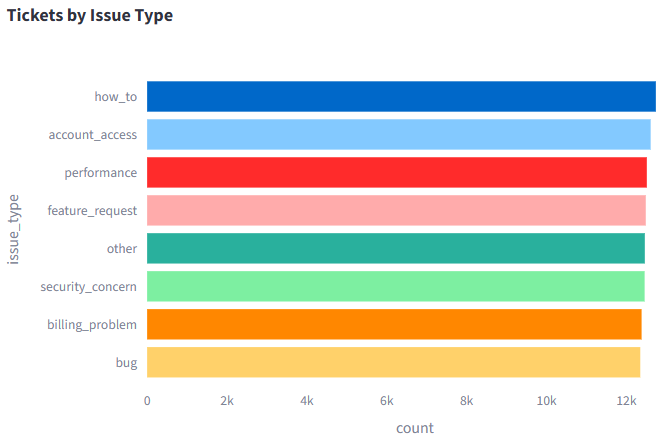 Tickets by Issue Type
how_to
account_access
performance
feature_request
other
security_concern
billing_problem
bug
issue_type
0 2k 4k 6k 8k 10k 12k
count